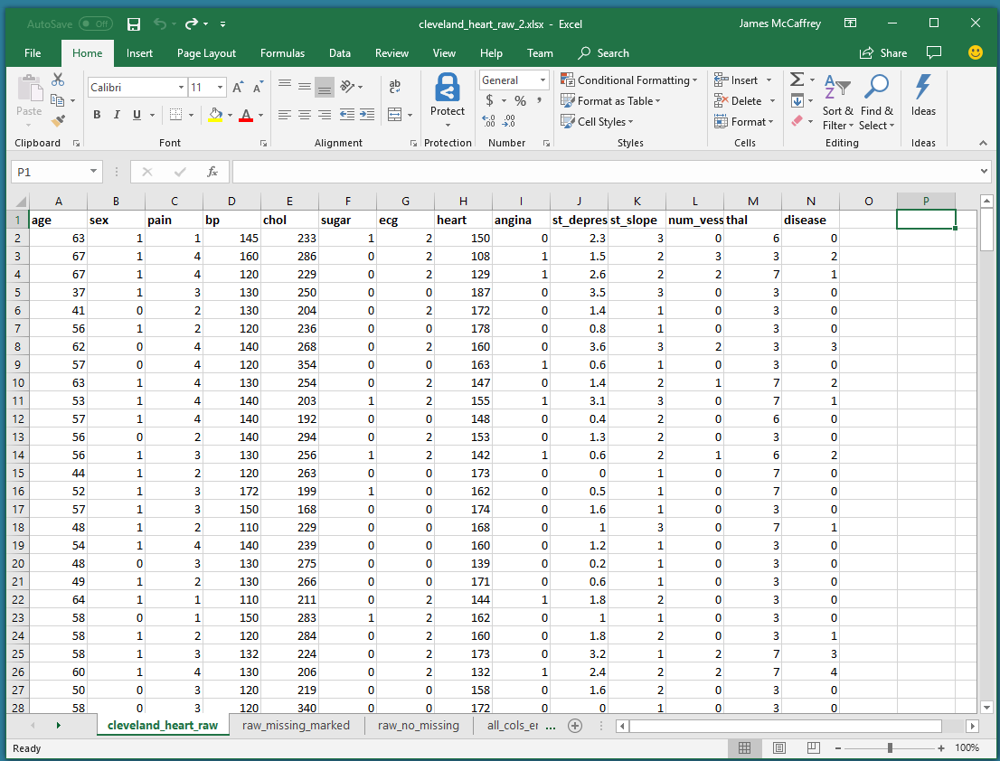 AutoSave Off cleveland_heart_raw_2.xlsx - Excel James McCaffrey
File Home Insert Page Layout Formulas Data Review View Help Team Search Share
Paste Calibri 11 A A ab c General Conditional Formatting Insert Σ A Z
B I U A Protect $ % , Format as Table Delete Sort & Find & Ideas
.00 .0 Cell Styles Format Filter Select
Clipboard Font Alignment Protection Number Styles Cells Editing Ideas
P1 fx
A B C D E F G H I J K L M N O P
1 age sex pain bp chol sugar ecg heart angina st_depres st_slope num_vess thal disease
2 63 1 1 145 233 1 2 150 0 2.3 3 0 6 0
3 67 1 4 160 286 0 2 108 1 1.5 2 3 3 2
4 67 1 4 120 229 0 2 129 1 2.6 2 2 7 1
5 37 1 3 130 250 0 0 187 0 3.5 3 0 3 0
6 41 0 2 130 204 0 2 172 0 1.4 1 0 3 0
7 56 1 2 120 236 0 0 178 0 0.8 1 0 3 0
8 62 0 4 140 268 0 2 160 0 3.6 3 2 3 3
9 57 0 4 120 354 0 0 163 1 0.6 1 0 3 0
10 63 1 4 130 254 0 2 147 0 1.4 2 1 7 2
11 53 1 4 140 203 1 2 155 1 3.1 3 0 7 1
12 57 1 4 140 192 0 0 148 0 0.4 2 0 6 0
13 56 0 2 140 294 0 2 153 0 1.3 2 0 3 0
14 56 1 3 130 256 1 2 142 1 0.6 2 1 6 2
15 44 1 2 120 263 0 0 173 0 0 1 0 7 0
16 52 1 3 172 199 1 0 162 0 0.5 1 0 7 0
17 57 1 3 150 168 0 0 174 0 1.6 1 0 3 0
18 48 1 2 110 229 0 0 168 0 1 3 0 7 1
19 54 1 4 140 239 0 0 160 0 1.2 1 0 3 0
20 48 0 3 130 275 0 0 139 0 0.2 1 0 3 0
21 49 1 2 130 266 0 0 171 0 0.6 1 0 3 0
22 64 1 1 110 211 0 2 144 1 1.8 2 0 3 0
23 58 0 1 150 283 1 2 162 0 1 1 0 3 0
24 58 1 2 120 284 0 2 160 0 1.8 2 0 3 1
25 58 1 3 132 224 0 2 173 0 3.2 1 2 7 3
26 60 1 4 130 206 0 2 132 1 2.4 2 2 7 4
27 50 0 3 120 219 0 0 158 0 1.6 2 0 3 0
28 58 0 3 120 340 0 0 172 0 0 1 0 3 0
cleveland_heart_raw raw_missing_marked raw_no_missing all_cols_er ...
Ready 100%